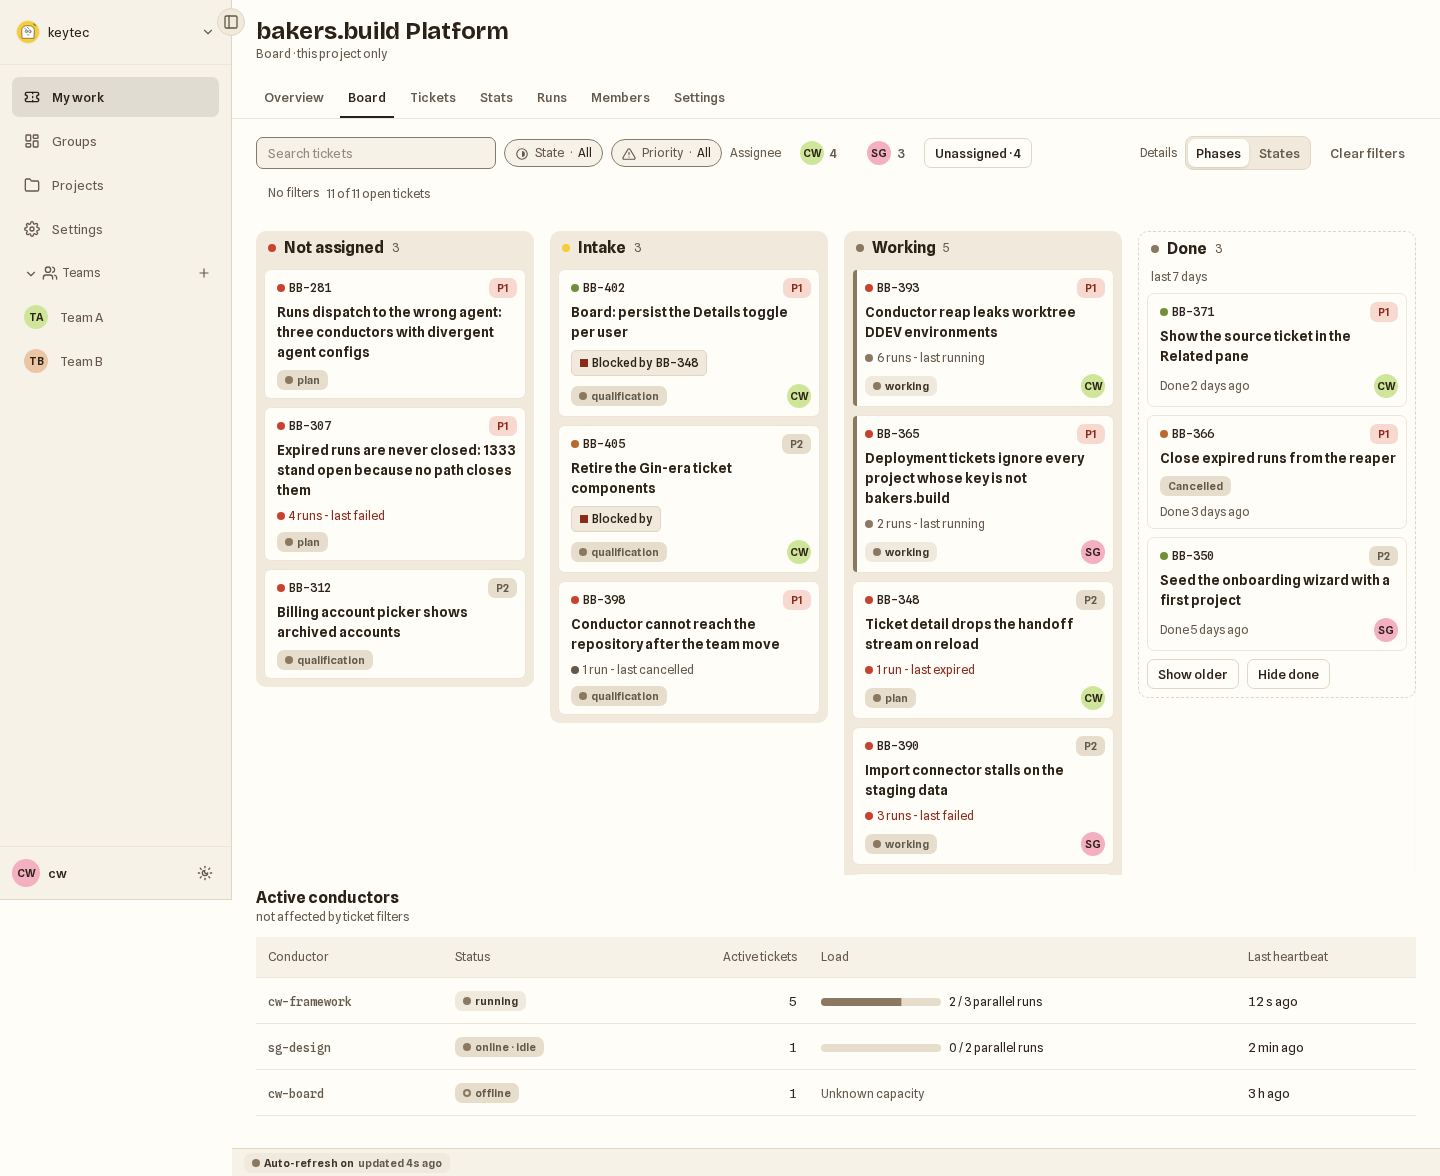 keytec
bakers.build Platform
Board · this project only
My work
Groups
Projects
Settings
Teams
TA Team A
TB Team B
CW cw
Overview Board Tickets Stats Runs Members Settings
Search tickets State · All Priority · All Assignee CW 4 SG 3 Unassigned · 4 Details Phases States Clear filters
No filters 11 of 11 open tickets
Not assigned 3
BB-281 P1
Runs dispatch to the wrong agent:
three conductors with divergent
agent configs
plan
BB-307 P1
Expired runs are never closed: 1333
stand open because no path closes
them
4 runs - last failed
plan
BB-312 P2
Billing account picker shows
archived accounts
qualification
Intake 3
BB-402 P1
Board: persist the Details toggle
per user
Blocked by BB-348
qualification CW
BB-405 P2
Retire the Gin-era ticket
components
Blocked by
qualification CW
BB-398 P1
Conductor cannot reach the
repository after the team move
1 run - last cancelled
qualification
Working 5
BB-393 P1
Conductor reap leaks worktree
DDEV environments
6 runs - last running
working CW
BB-365 P1
Deployment tickets ignore every
project whose key is not
bakers.build
2 runs - last running
working SG
BB-348 P2
Ticket detail drops the handoff
stream on reload
1 run - last expired
plan CW
BB-390 P2
Import connector stalls on the
staging data
3 runs - last failed
working SG
Done 3
last 7 days
BB-371 P1
Show the source ticket in the
Related pane
Done 2 days ago CW
BB-366 P1
Close expired runs from the reaper
Cancelled
Done 3 days ago
BB-350 P2
Seed the onboarding wizard with a
first project
Done 5 days ago SG
Show older Hide done
Active conductors
not affected by ticket filters
Conductor Status Active tickets Load Last heartbeat
cw-framework running 5 2 / 3 parallel runs 12 s ago
sg-design online · idle 1 0 / 2 parallel runs 2 min ago
cw-board offline 1 Unknown capacity 3 h ago
Auto-refresh on updated 4s ago